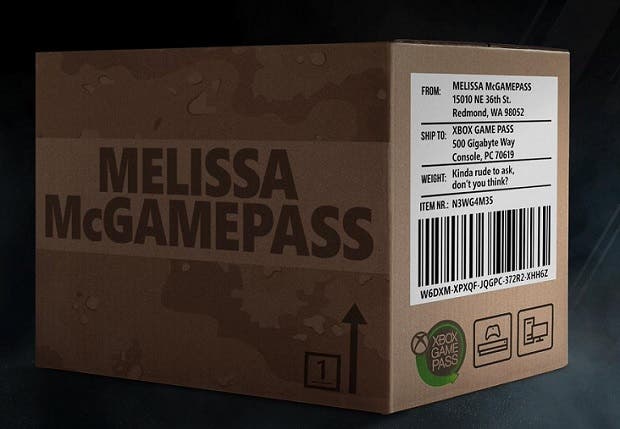 MELISSA
McGAMEPASS
1
FROM: MELISSA McGAMEPASS
15010 NE 36th St.
Redmond, WA 98052
SHIP TO: XBOX GAME PASS
500 Gigabyte Way
Console, PC 70619
WEIGHT: Kinda rude to ask,
don't you think?
ITEM NR.: N3WG4M35
W6DXM-XPXQF-JQGPC-372R2-XHH6Z
XBOX
GAME
PASS